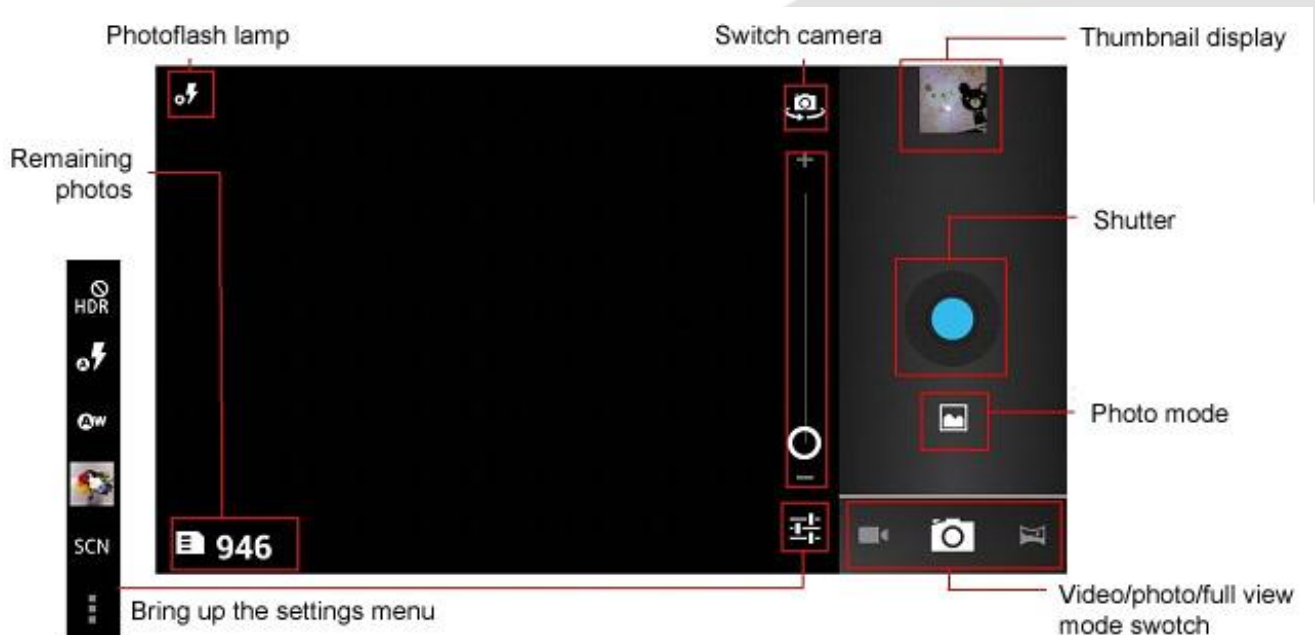 Photoflash lamp
Switch camera
Thumbnail display
Remaining
photos
Shutter
HDR
A
AW
Photo mode
SCN
946
Bring up the settings menu
Video/photo/full view
mode swotch